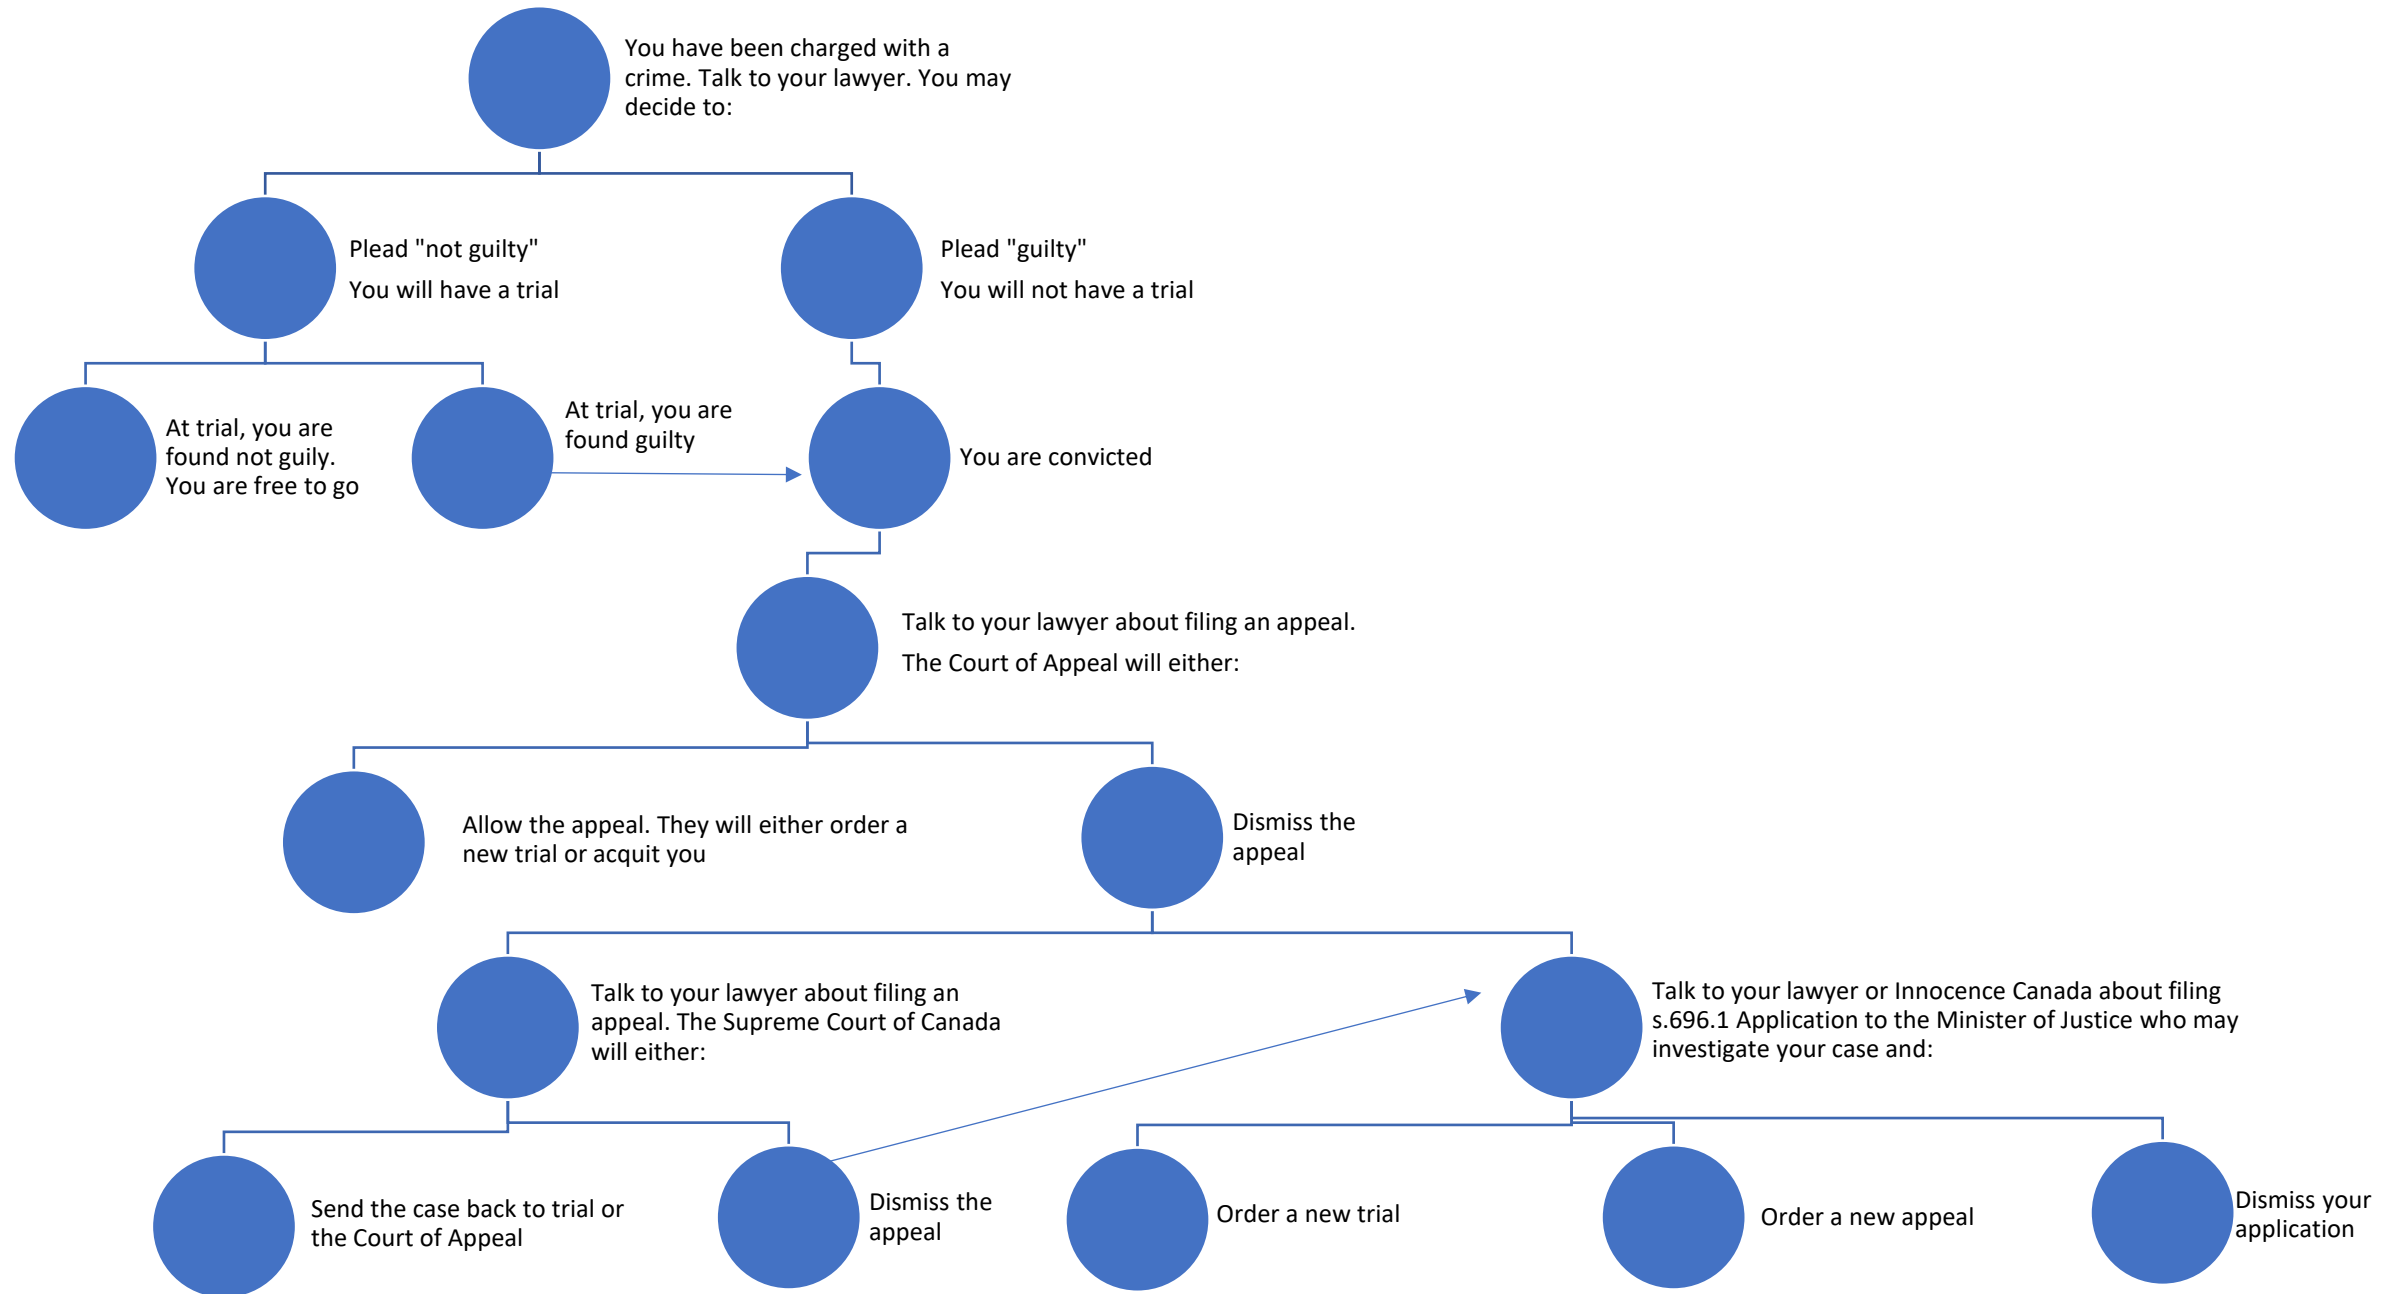 You have been charged with a
crime. Talk to your lawyer. You may
decide to:
Plead "not guilty"
You will have a trial
Plead "guilty"
You will not have a trial
At trial, you are
found not guily.
You are free to go
At trial, you are
found guilty
You are convicted
Talk to your lawyer about filing an appeal.
The Court of Appeal will either:
Allow the appeal. They will either order a
new trial or acquit you
Dismiss the
appeal
Talk to your lawyer about filing an
appeal. The Supreme Court of Canada
will either:
Talk to your lawyer or Innocence Canada about filing
s.696.1 Application to the Minister of Justice who may
investigate your case and:
Send the case back to trial or
the Court of Appeal
Dismiss the
appeal
Order a new trial
Order a new appeal
Dismiss your
application